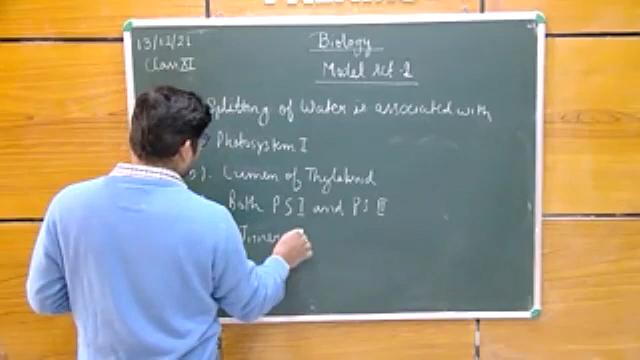 13/12/21
Biology
Class XI
Model set-2
Splitting of Water is associated with
Photosystem I
b). Lumen of Thylakoid
Both PS I and PS II
Inner